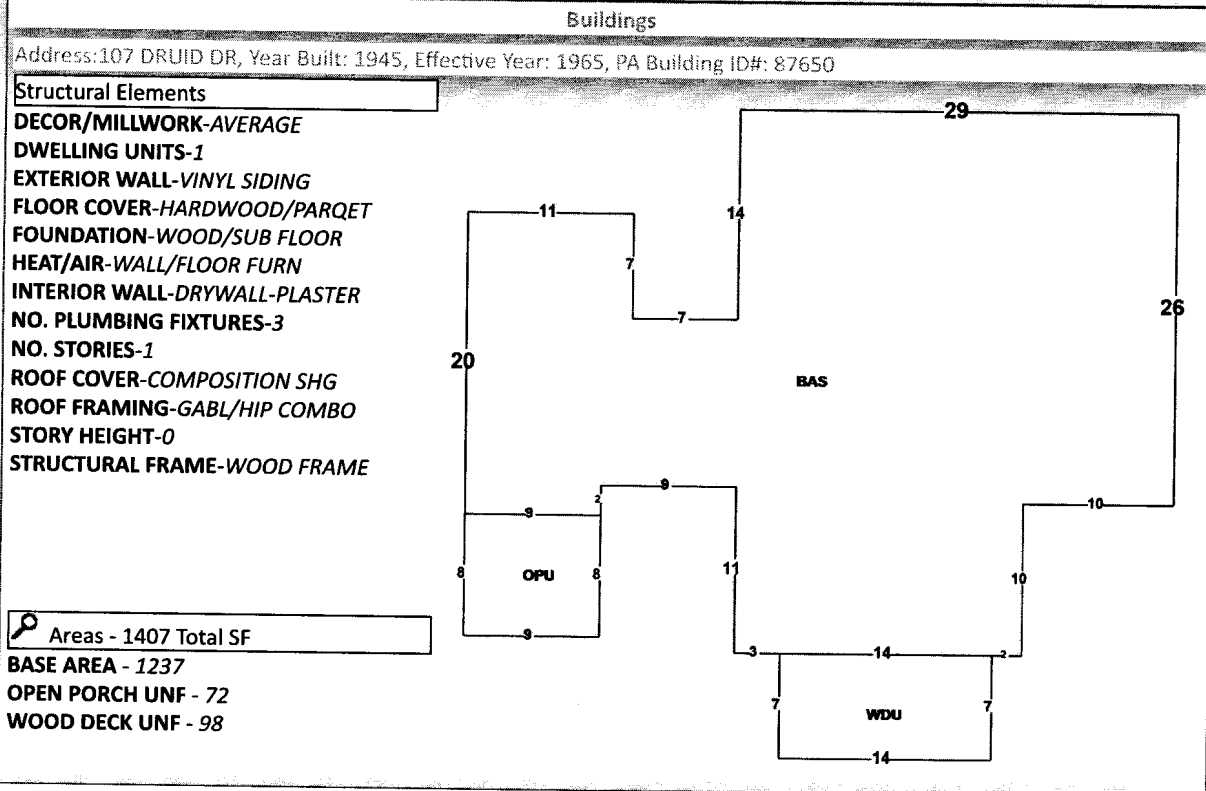 Buildings
Address:107 DRUID DR, Year Built: 1945, Effective Year: 1965, PA Building ID#: 87650
Structural Elements
DECOR/MILLWORK-AVERAGE
DWELLING UNITS-1
EXTERIOR WALL-VINYL SIDING
FLOOR COVER-HARDWOOD/PARQET
FOUNDATION-WOOD/SUB FLOOR
HEAT/AIR-WALL/FLOOR FURN
INTERIOR WALL-DRYWALL-PLASTER
NO. PLUMBING FIXTURES-3
NO. STORIES-1
ROOF COVER-COMPOSITION SHG
ROOF FRAMING-GABL/HIP COMBO
STORY HEIGHT-0
STRUCTURAL FRAME-WOOD FRAME
Areas - 1407 Total SF
BASE AREA - 1237
OPEN PORCH UNF - 72
WOOD DECK UNF - 98
29
11
14
7
7
26
20
BAS
9
2
9
10
8
OPU
8
11
10
9
3
14
2
7
WDU
7
14